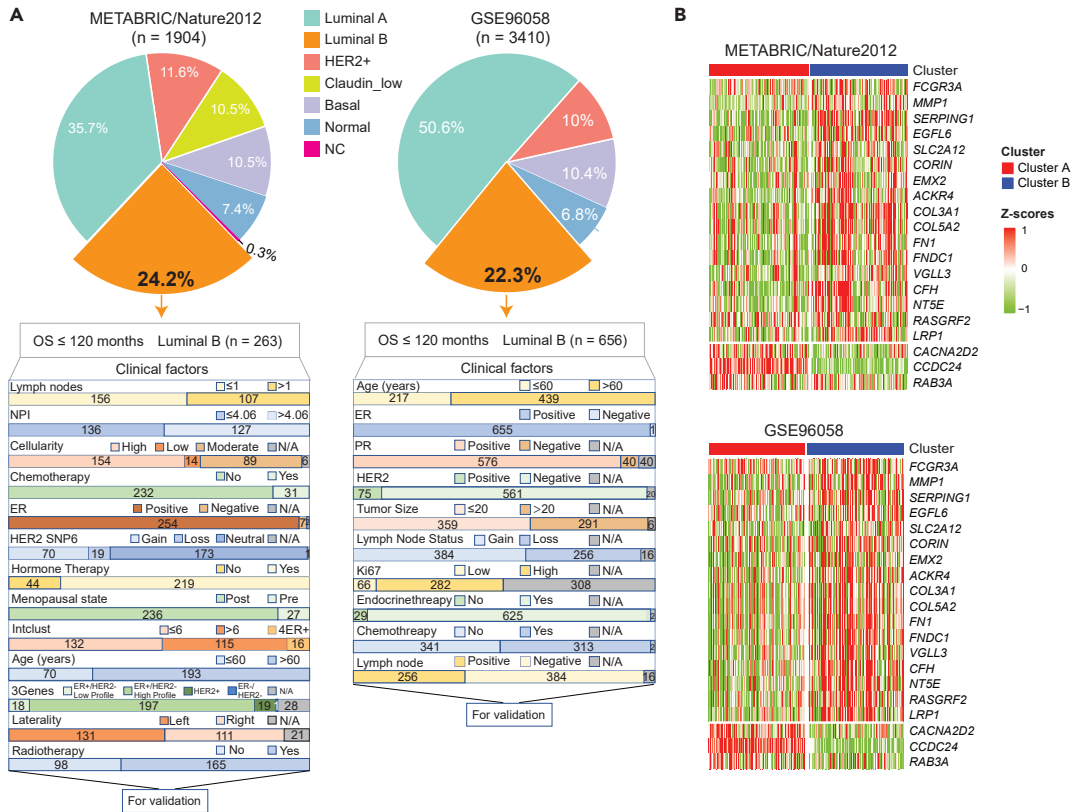 A
METABRIC/Nature2012
(n = 1904)
35.7%
11.6%
10.5%
10.5%
7.4%
0.3%
24.2%
Luminal A
Luminal B
HER2+
Claudin_low
Basal
Normal
NC
GSE96058
(n = 3410)
50.6%
10%
10.4%
6.8%
22.3%
OS ≤ 120 months Luminal B (n = 263)
Clinical factors
Lymph nodes ≤1 >1
156 107
NPI ≤4.06 >4.06
136 127
Cellularity High Low Moderate N/A
154 14 89 6
Chemotherapy No Yes
232 31
ER Positive Negative N/A
254 7 2
HER2 SNP6 Gain Loss Neutral N/A
70 19 173 1
Hormone Therapy No Yes
44 219
Menopausal state Post Pre
236 27
Intclust ≤6 >6 4ER+
132 115 16
Age (years) ≤60 >60
70 193
3Genes ER+/HER2- Low Profile ER+/HER2- High Profile HER2+ ER-/HER2- N/A
18 197 19 1 28
Laterality Left Right N/A
131 111 21
Radiotherapy No Yes
98 165
For validation
OS ≤ 120 months Luminal B (n = 656)
Clinical factors
Age (years) ≤60 >60
217 439
ER Positive Negative
655 1
PR Positive Negative N/A
576 40 40
HER2 Positive Negative N/A
75 561 20
Tumor Size ≤20 >20 N/A
359 291 6
Lymph Node Status Gain Loss N/A
384 256 16
Ki67 Low High N/A
66 282 308
Endocrinethreapy No Yes N/A
29 625 2
Chemothreapy No Yes N/A
341 313 2
Lymph node Positive Negative N/A
256 384 16
For validation
B
METABRIC/Nature2012
Cluster
FCGR3A
MMP1
SERPING1
EGFL6
SLC2A12
CORIN
EMX2
ACKR4
COL3A1
COL5A2
FN1
FNDC1
VGLL3
CFH
NT5E
RASGRF2
LRP1
CACNA2D2
CCDC24
RAB3A
Cluster
Cluster A
Cluster B
Z-scores
1
0
−1
GSE96058
Cluster
FCGR3A
MMP1
SERPING1
EGFL6
SLC2A12
CORIN
EMX2
ACKR4
COL3A1
COL5A2
FN1
FNDC1
VGLL3
CFH
NT5E
RASGRF2
LRP1
CACNA2D2
CCDC24
RAB3A